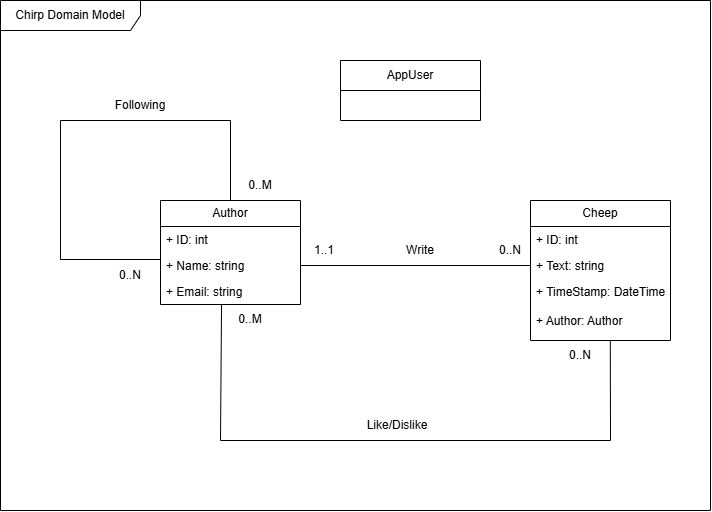 Chirp Domain Model
AppUser
Following
0..M
Author
+ ID: int
+ Name: string
+ Email: string
0..N
1..1
Write
0..N
Cheep
+ ID: int
+ Text: string
+ TimeStamp: DateTime
+ Author: Author
0..M
0..N
Like/Dislike